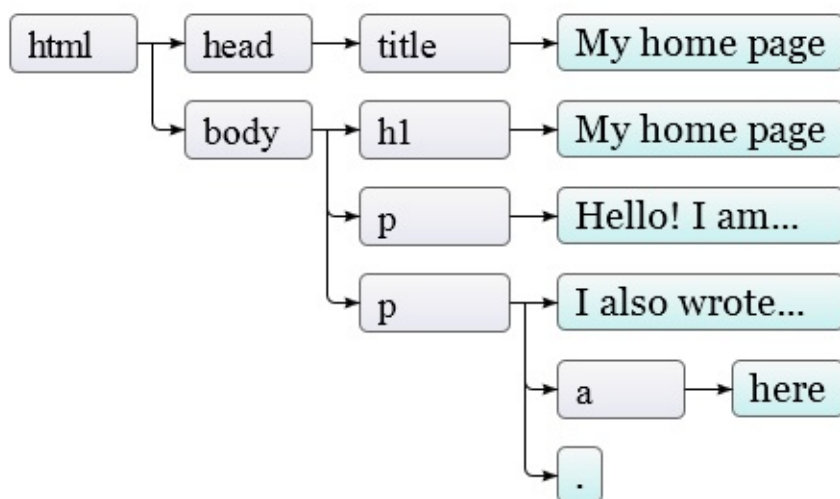 html head title My home page
body h1 My home page
p Hello! I am...
p I also wrote...
a here
.